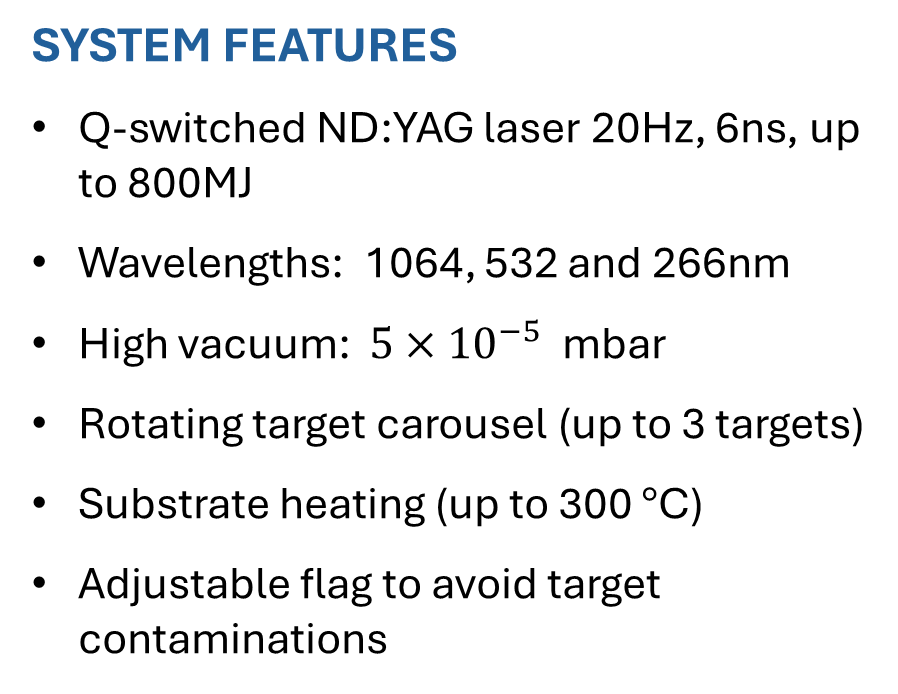 SYSTEM FEATURES
• Q-switched ND:YAG laser 20Hz, 6ns, up
to 800MJ
• Wavelengths: 1064, 532 and 266nm
• High vacuum: 5 × 10⁻⁵ mbar
• Rotating target carousel (up to 3 targets)
• Substrate heating (up to 300 °C)
• Adjustable flag to avoid target
contaminations